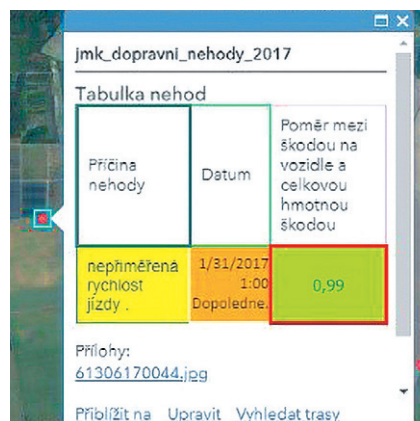 jmk_dopravni_nehody_2017
Tabulka nehod
Příčina
nehody
Datum
Poměr mezi
škodou na
vozidle a
celkovou
hmotnou
škodou
nepřiměřená
rychlost
jízdy .
1/31/2017
1:00
Dopoledne.
0,99
Přílohy:
61306170044.jpg
Přiblížit na Upravit Vyhledat trasy